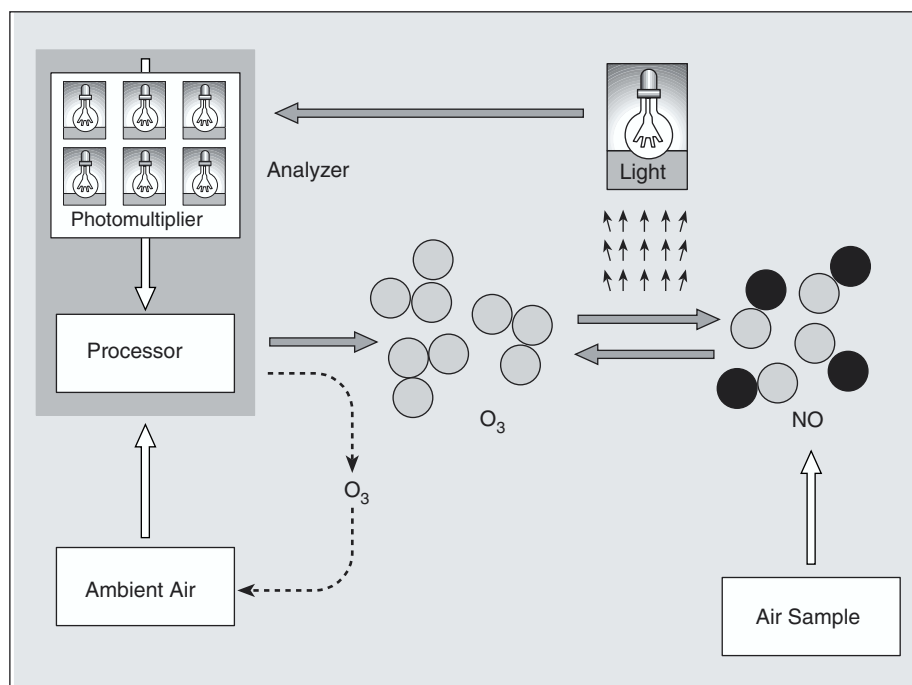 Light
Analyzer
Photomultiplier
Processor
O₃
NO
O₃
Ambient Air
Air Sample